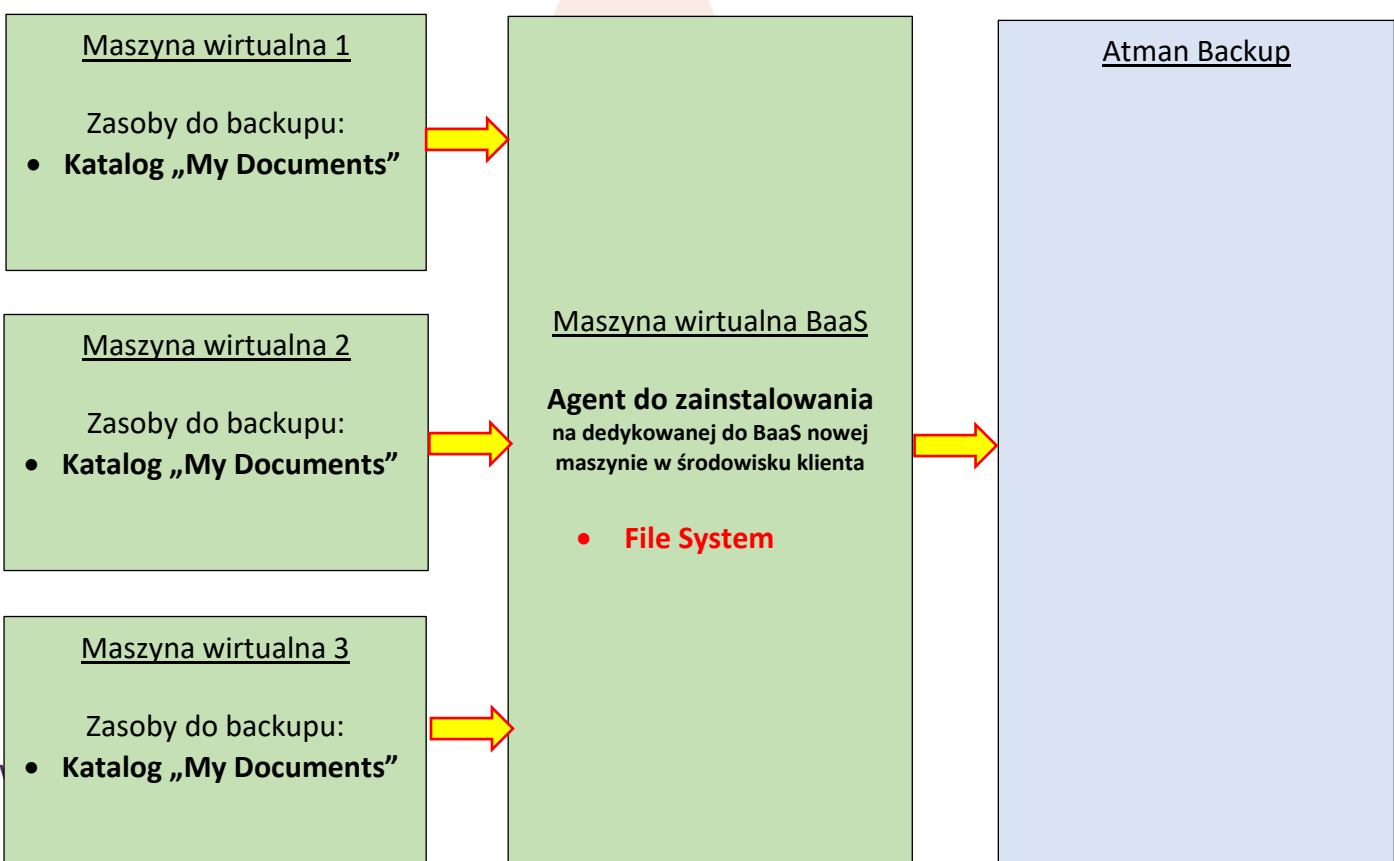 Maszyna wirtualna 1
Zasoby do backupu:
• Katalog „My Documents”
Maszyna wirtualna 2
Zasoby do backupu:
• Katalog „My Documents”
Maszyna wirtualna 3
Zasoby do backupu:
• Katalog „My Documents”
Maszyna wirtualna BaaS
Agent do zainstalowania
na dedykowanej do BaaS nowej
maszynie w środowisku klienta
• File System
Atman Backup